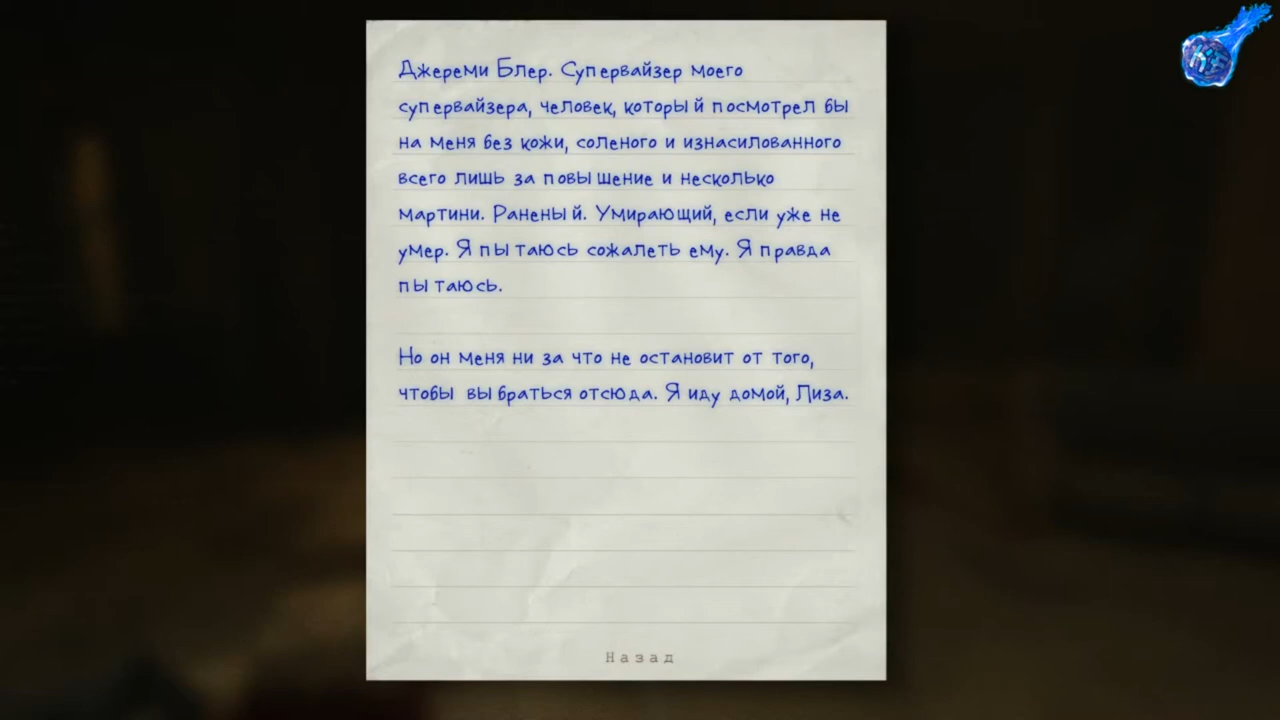 Джереми Блер. Супервайзер моего
супервайзера, человек, который посмотрел бы
на меня без кожи, соленого и изнасилованного
всего лишь за повышение и несколько
мартини. Раненый. Умирающий, если уже не
умер. Я пытаюсь сожалеть ему. Я правда
пытаюсь.
Но он меня ни за что не остановит от того,
чтобы выбраться отсюда. Я иду домой, Лиза.
Назад